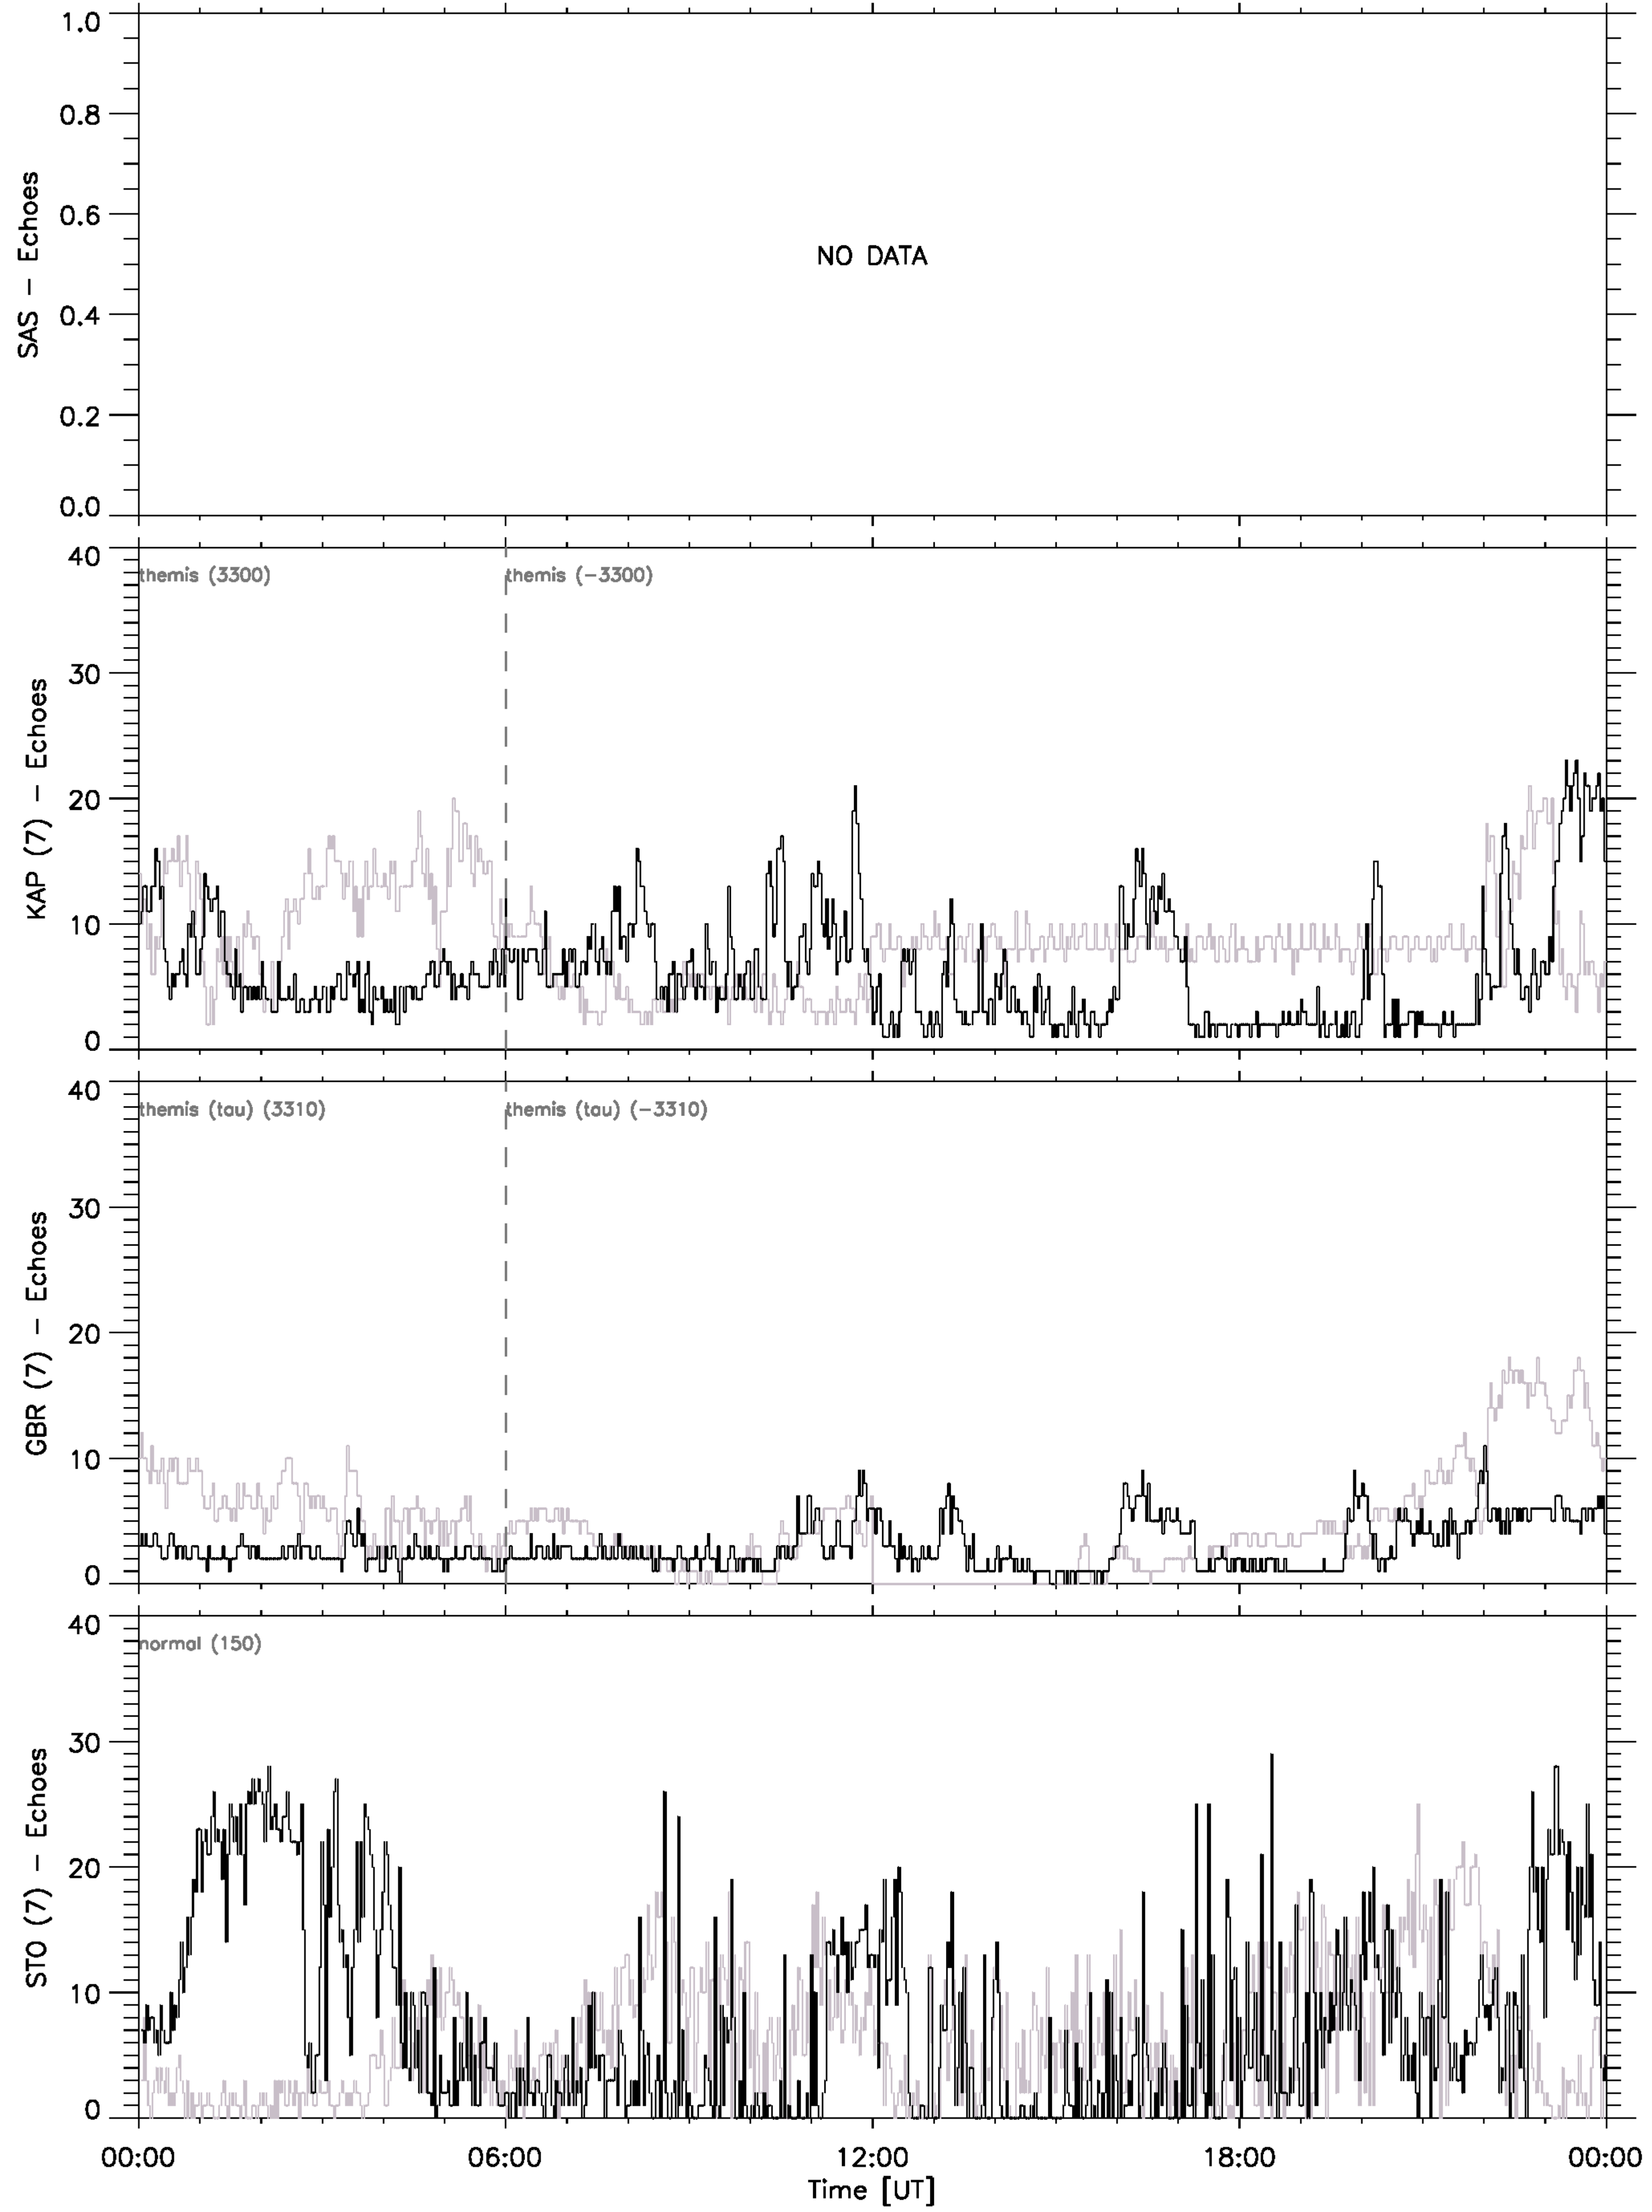 1.0
0.8
0.6
0.4
0.2
0.0
SAS – Echoes
NO DATA
40
30
20
10
0
KAP (7) – Echoes
themis (3300)
themis (–3300)
40
30
20
10
0
GBR (7) – Echoes
themis (tau) (3310)
themis (tau) (–3310)
40
30
20
10
0
STO (7) – Echoes
normal (150)
00:00
06:00
12:00
18:00
00:00
Time [UT]